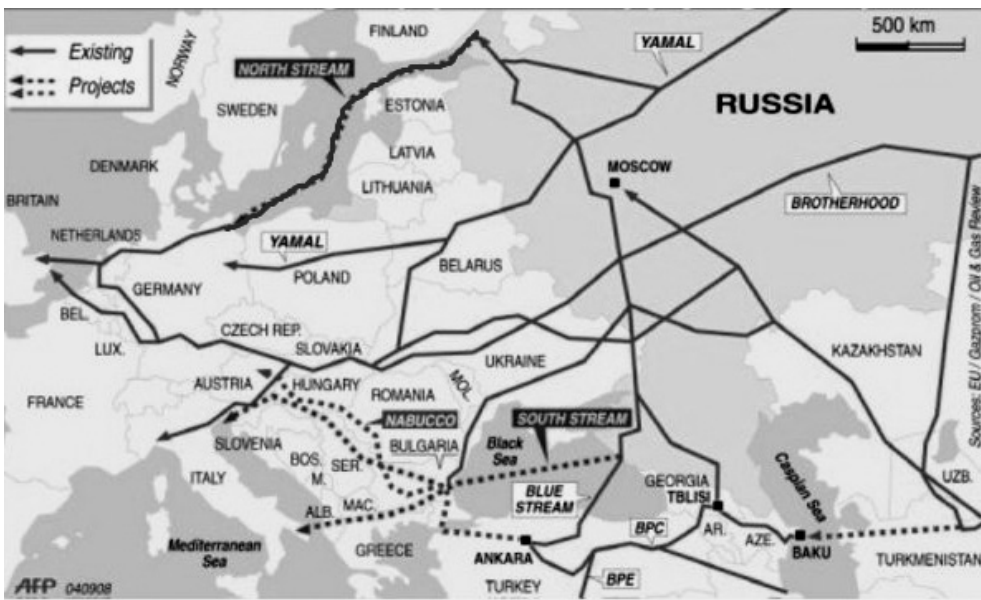 Existing
Projects
500 km
NORWAY
FINLAND
YAMAL
NORTH STREAM
SWEDEN
ESTONIA
RUSSIA
LATVIA
DENMARK
LITHUANIA
MOSCOW
BRITAIN
BROTHERHOOD
NETHERLANDS
YAMAL
POLAND
BELARUS
GERMANY
BEL.
CZECH REP.
LUX.
SLOVAKIA
UKRAINE
KAZAKHSTAN
AUSTRIA
HUNGARY
MOL.
FRANCE
ROMANIA
NABUCCO
SOUTH STREAM
SLOVENIA
BULGARIA
Black
Sea
BOS.
SER.
M.
ITALY
Caspian Sea
UZB.
GEORGIA
TBLISI
BLUE
STREAM
ALB.
MAC.
BPC
AR.
AZE.
BAKU
Mediterranean
Sea
GREECE
ANKARA
TURKMENISTAN
TURKEY
BPE
AFP 040908
Sources: EU / Gazprom / Oil & Gas Review